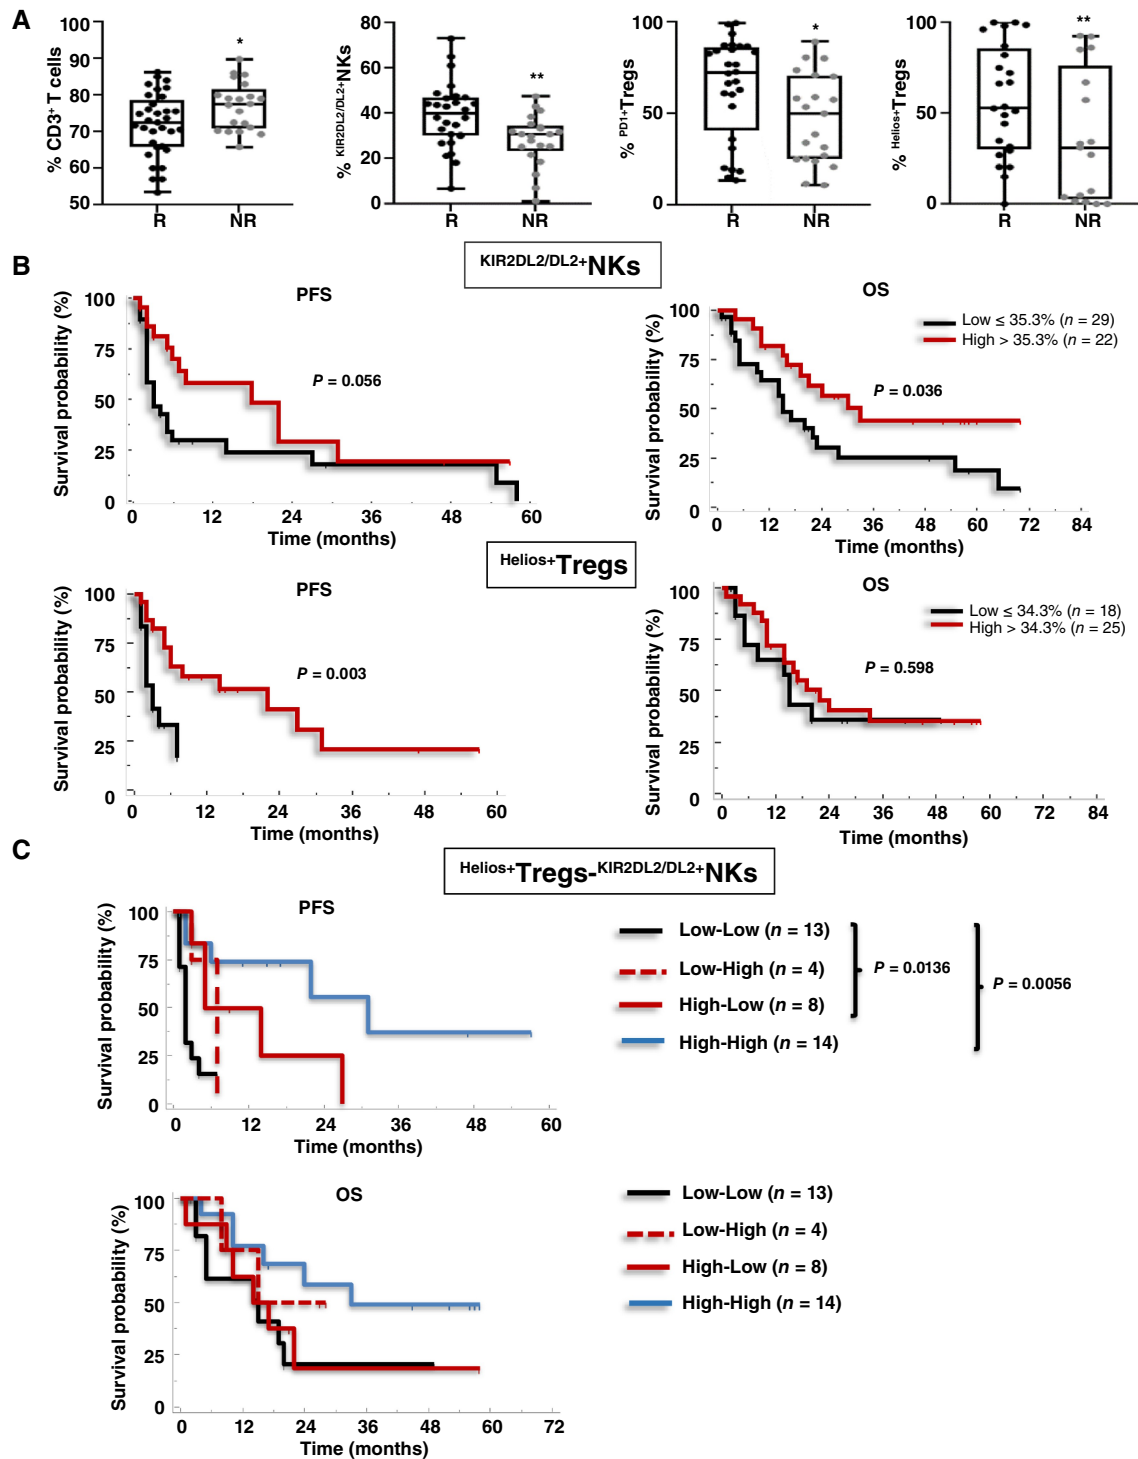 A
% CD3+ T cells
100
90
80
70
60
50
*
R NR
% KIR2DL2/DL2+NKs
80
60
40
20
0
**
R NR
% PD1+Tregs
100
50
0
*
R NR
% Helios+Tregs
100
50
0
**
R NR
B
KIR2DL2/DL2+NKs
PFS
Survival probability (%)
100
75
50
25
0
P = 0.056
0 12 24 36 48 60
Time (months)
OS
Survival probability (%)
100
75
50
25
0
Low ≤ 35.3% (n = 29)
High > 35.3% (n = 22)
P = 0.036
0 12 24 36 48 60 72 84
Time (months)
Helios+Tregs
PFS
Survival probability (%)
100
75
50
25
0
P = 0.003
0 12 24 36 48 60
Time (months)
OS
Survival probability (%)
100
75
50
25
0
Low ≤ 34.3% (n = 18)
High > 34.3% (n = 25)
P = 0.598
0 12 24 36 48 60 72 84
Time (months)
C
Helios+Tregs-KIR2DL2/DL2+NKs
PFS
Survival probability (%)
100
75
50
25
0
0 12 24 36 48 60
Time (months)
Low-Low (n = 13)
Low-High (n = 4)
High-Low (n = 8)
High-High (n = 14)
P = 0.0136
P = 0.0056
OS
Survival probability (%)
100
75
50
25
0
0 12 24 36 48 60 72
Time (months)
Low-Low (n = 13)
Low-High (n = 4)
High-Low (n = 8)
High-High (n = 14)